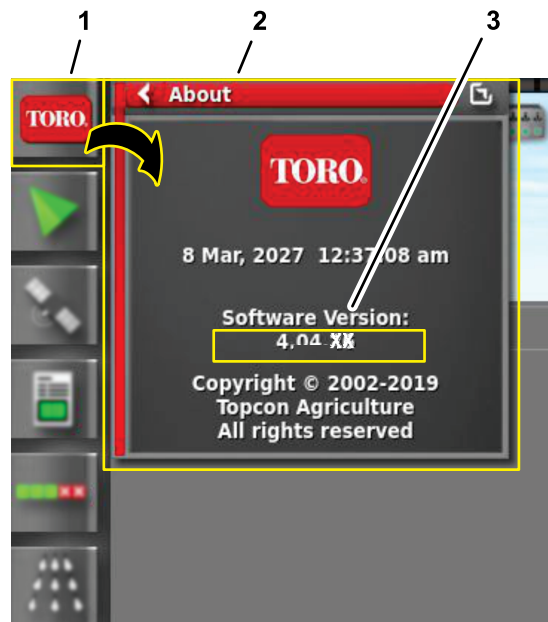 1 2 3
About
TORO.
TORO.
8 Mar, 2027 12:37:08 am
Software Version:
4.04.XX
Copyright © 2002-2019
Topcon Agriculture
All rights reserved